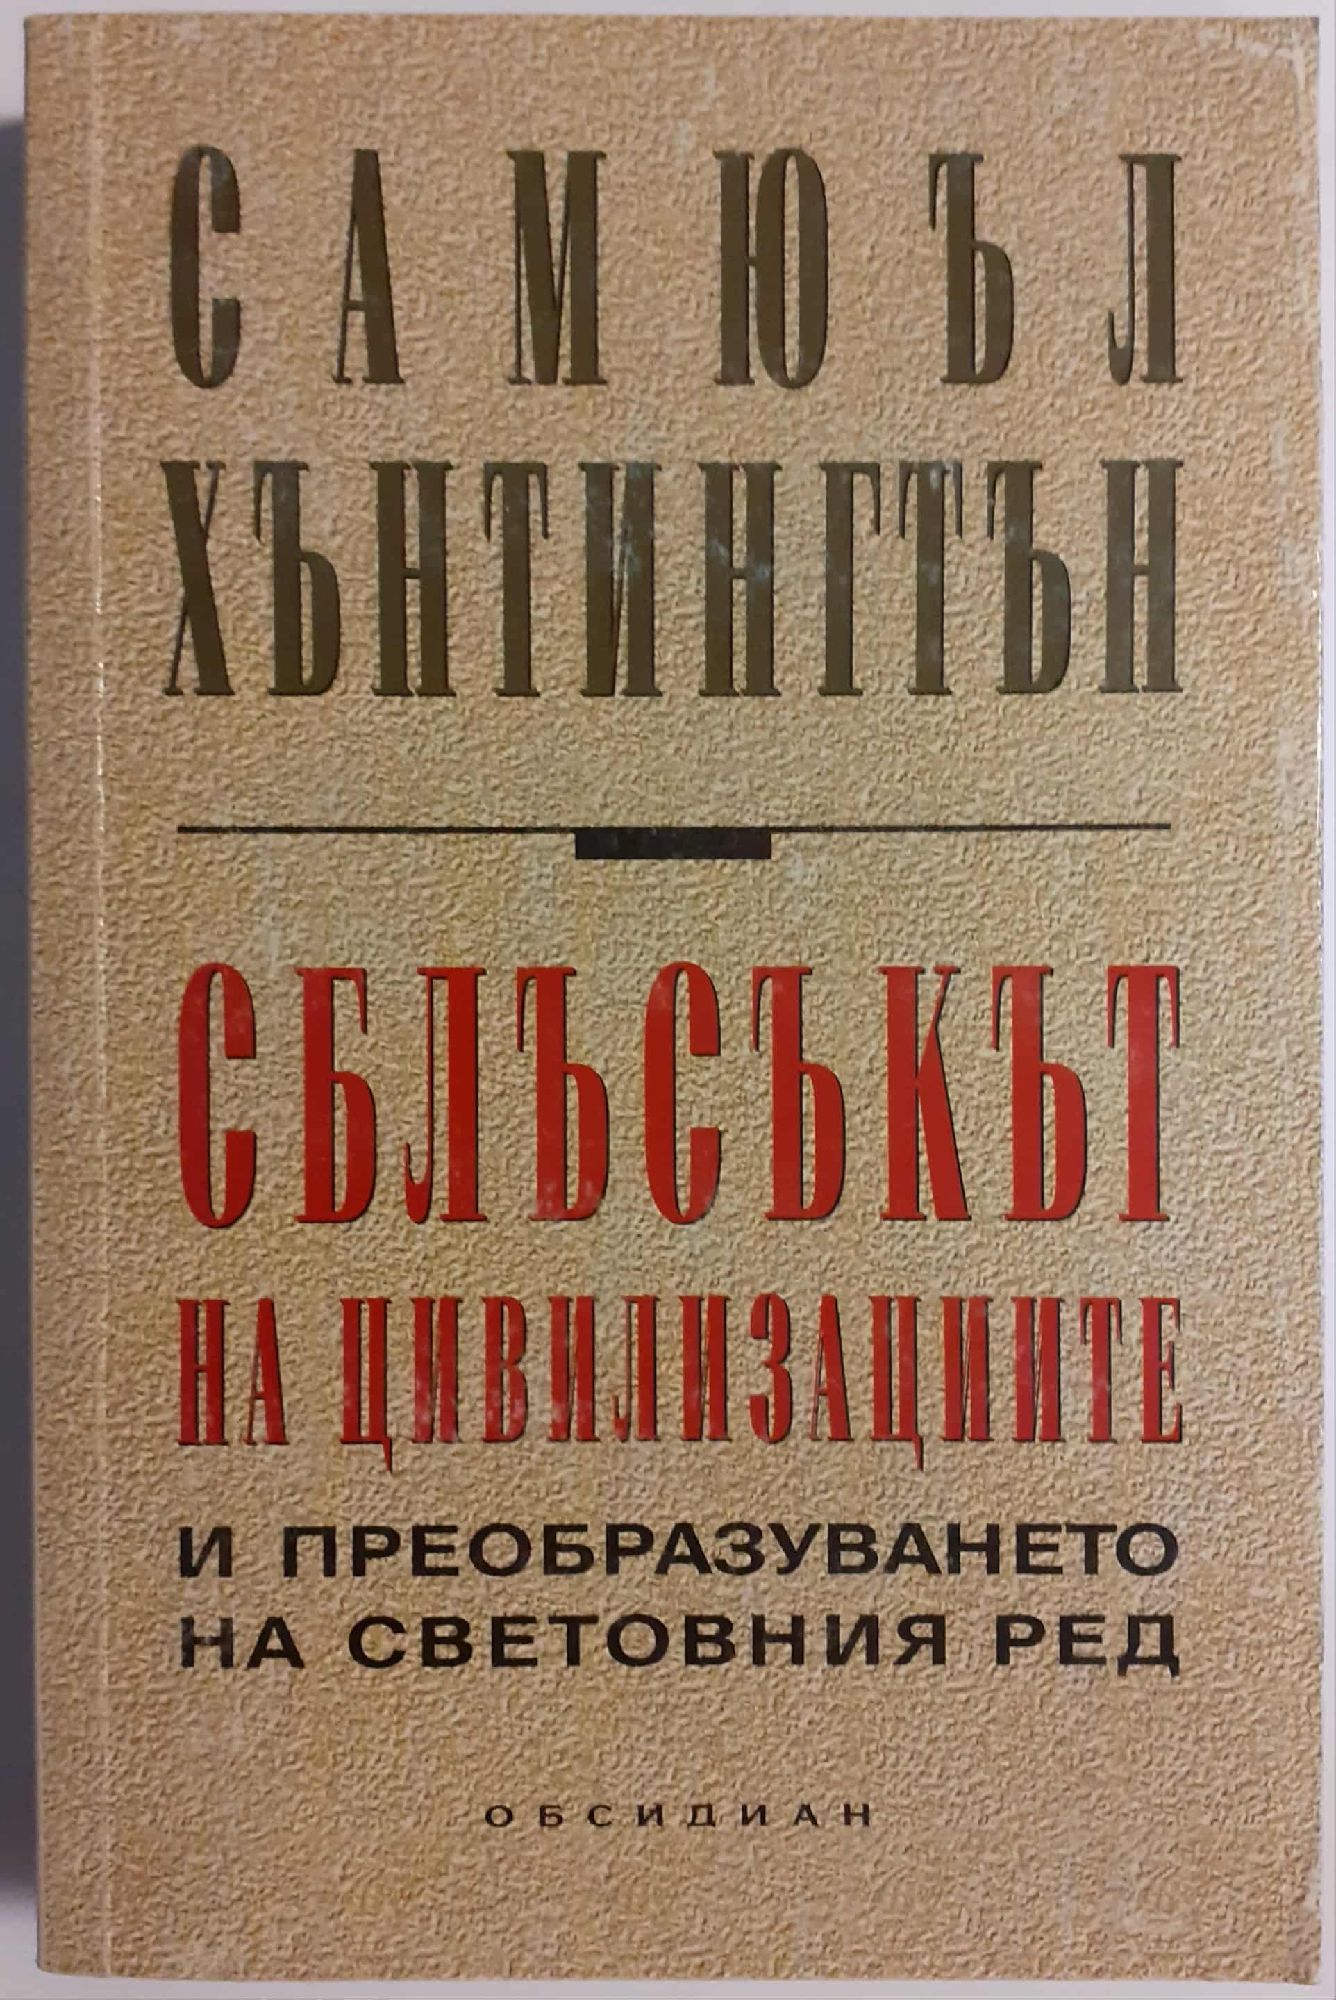 САМЮЪЛ
ХЪНТИНГТЪН
СБЛЪСЪКЪТ
НА ЦИВИЛИЗАЦИИТЕ
И ПРЕОБРАЗУВАНЕТО
НА СВЕТОВНИЯ РЕД
ОБСИДИАН